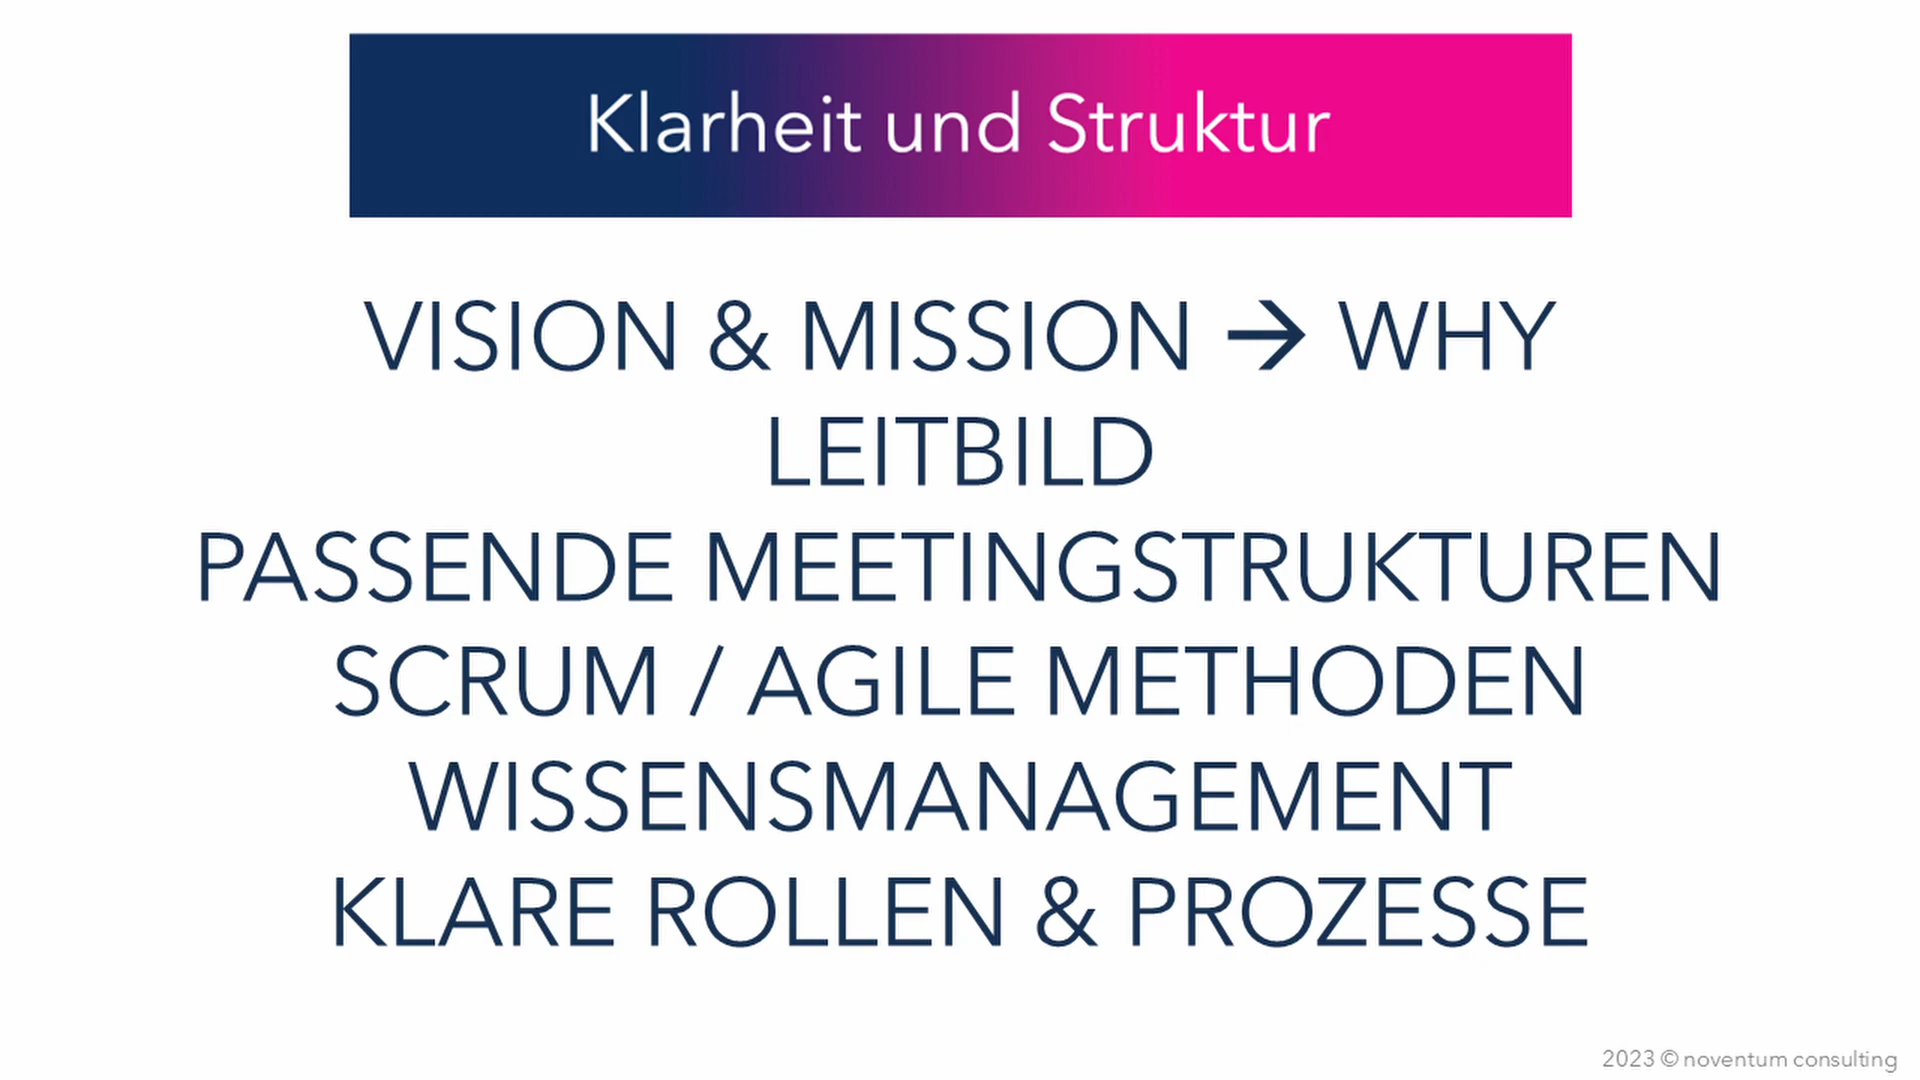 Klarheit und Struktur
VISION & MISSION → WHY
LEITBILD
PASSENDE MEETINGSTRUKTUREN
SCRUM / AGILE METHODEN
WISSENSMANAGEMENT
KLARE ROLLEN & PROZESSE
2023 © noventum consulting